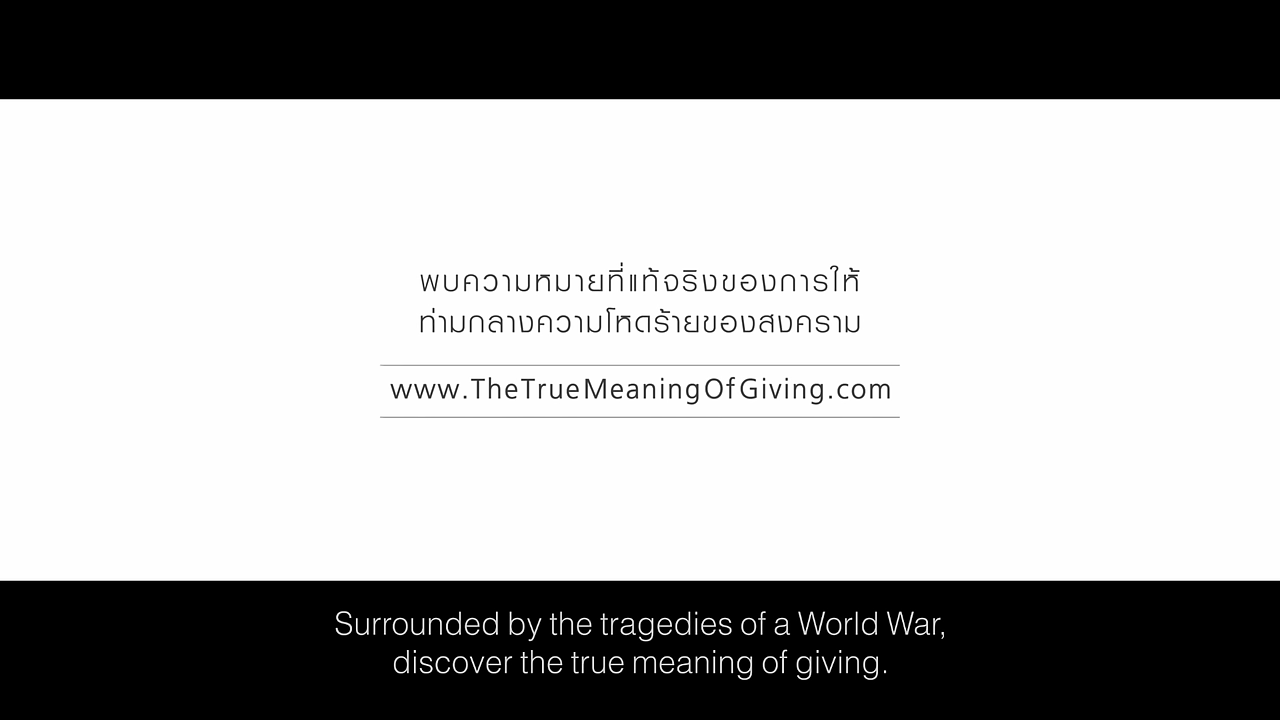 พบความหมายที่แท้จริงของการให้
ท่ามกลางความโหดร้ายของสงคราม
www.TheTrueMeaningOfGiving.com
Surrounded by the tragedies of a World War,
discover the true meaning of giving.